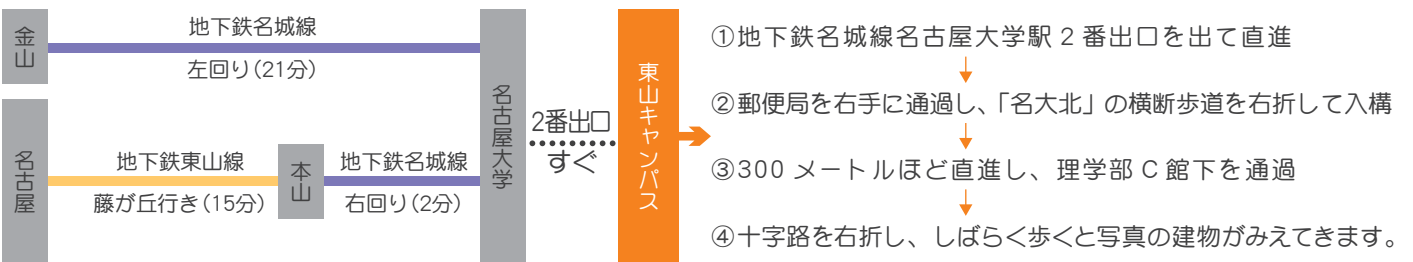 金山
地下鉄名城線
左回り(21分)
名古屋
地下鉄東山線
藤が丘行き(15分)
本山
地下鉄名城線
右回り(2分)
名古屋大学
2番出口
すぐ
東山キャンパス
①地下鉄名城線名古屋大学駅2番出口を出て直進
②郵便局を右手に通過し、「名大北」の横断歩道を右折して入構
③300メートルほど直進し、理学部C館下を通過
④十字路を右折し、しばらく歩くと写真の建物がみえてきます。